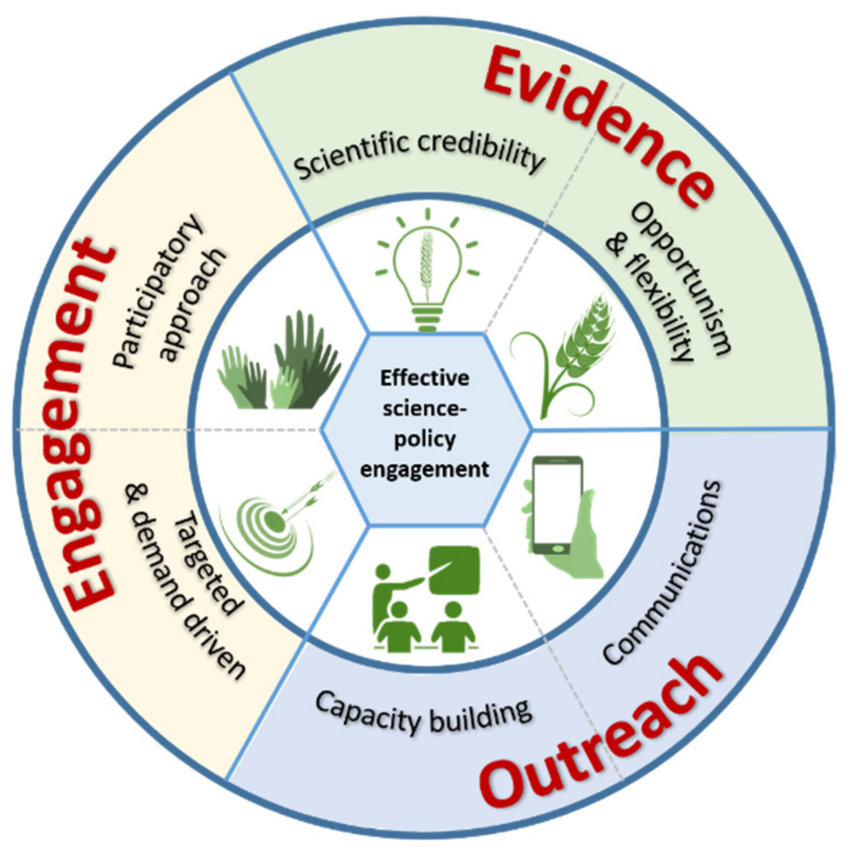 Evidence
Scientific credibility
Opportunism
& flexibility
Engagement
Participatory
approach
Targeted
& demand driven
Effective
science-
policy
engagement
Communications
Capacity building
Outreach